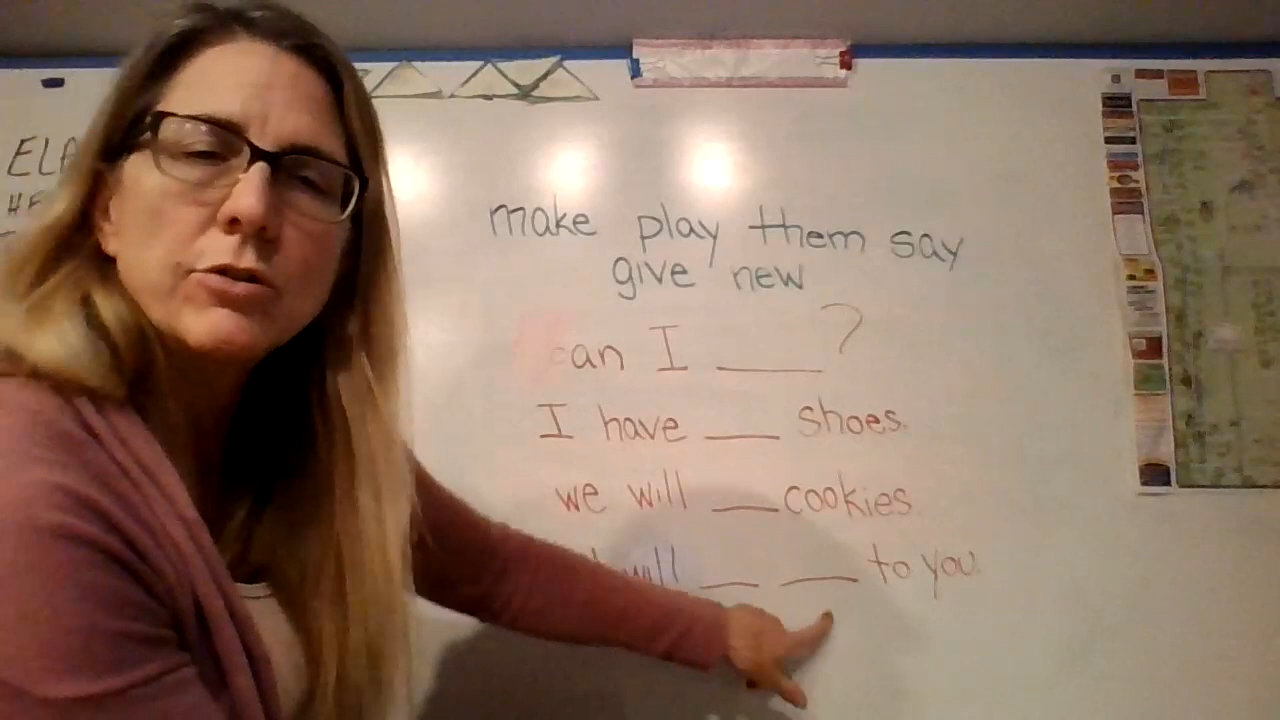 ELA
make play them say
give new
can I ____ ?
I have ___ shoes.
we will ___ cookies.
will ___ ___ to you.